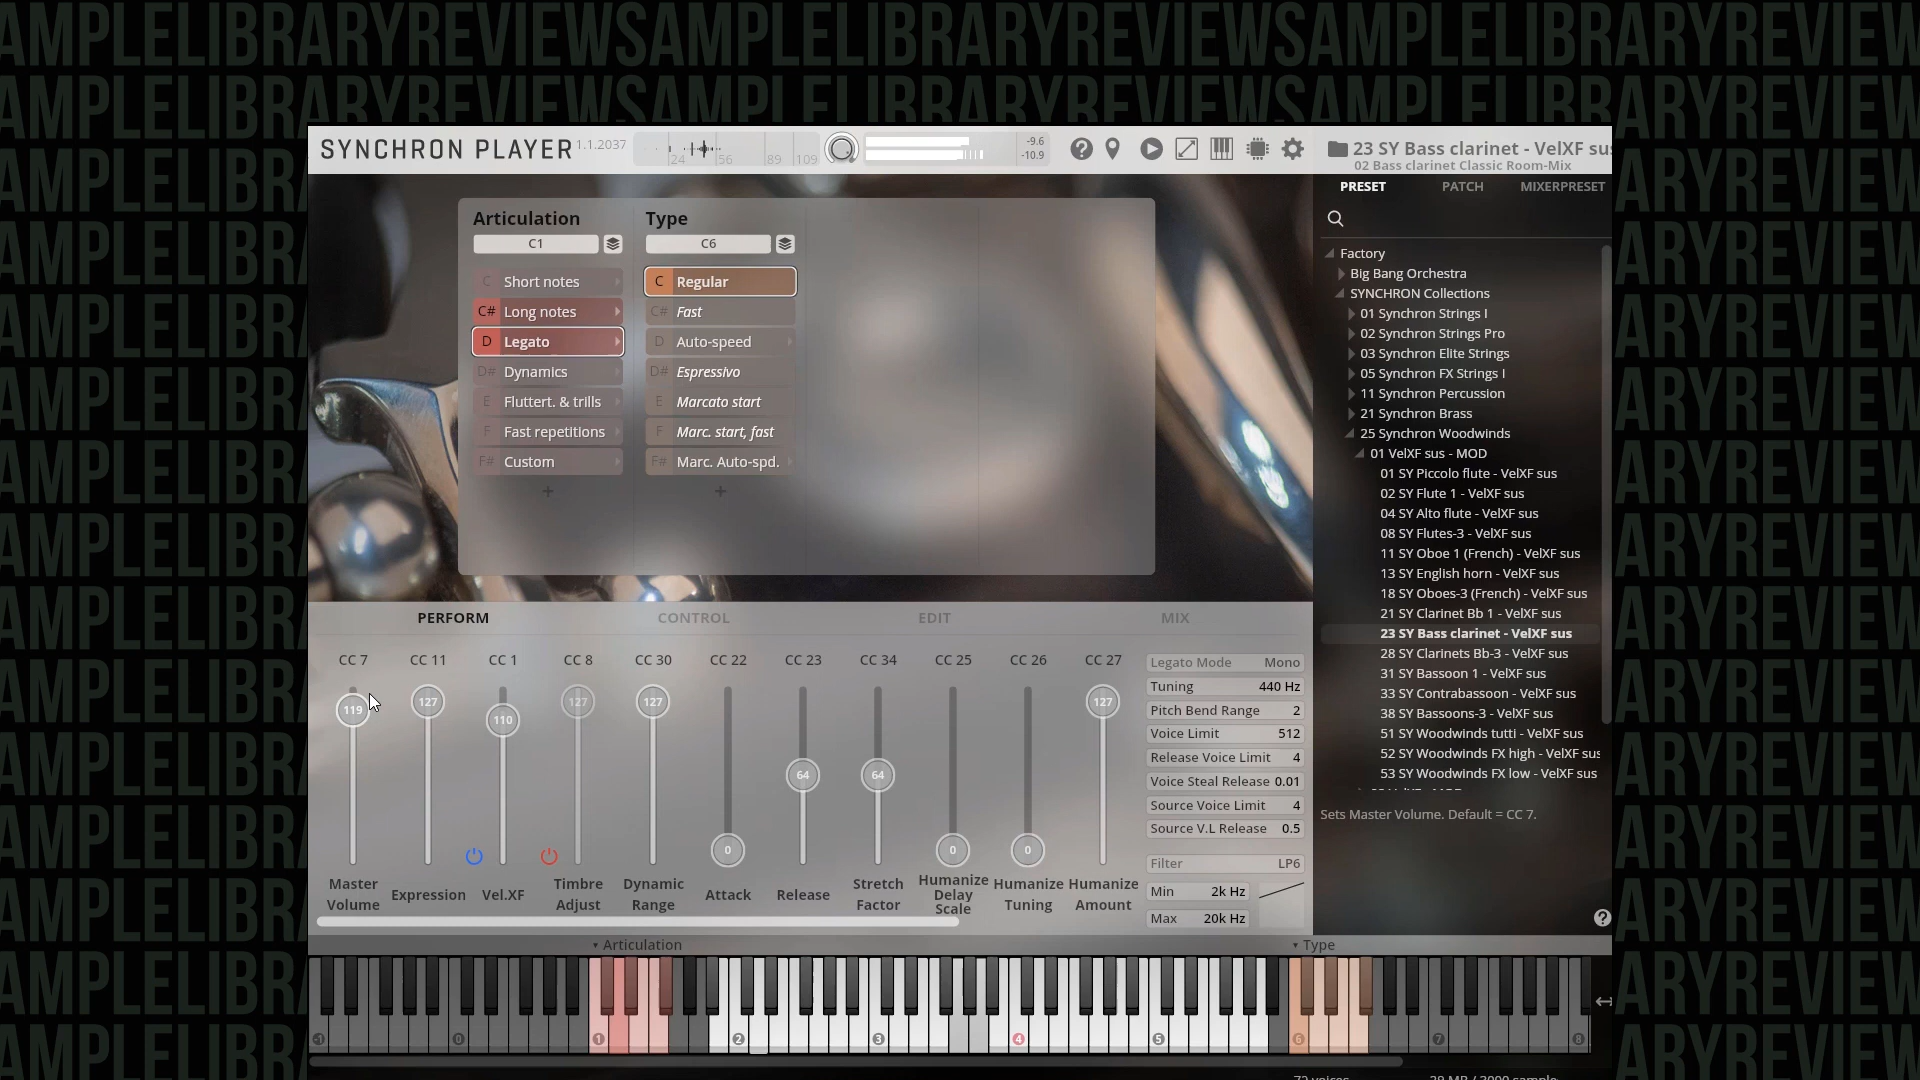 AMPLELIBRARYREVIEWSAMPLELIBRARYREVIEWSAMPLELIBRARYREVIEW
AMPLELIBRARYREVIEWSAMPLELIBRARYREVIEWSAMPLELIBRARYREVIEW
SYNCHRON PLAYER 1.1.2037
24 56 89 109
-9.6
-10.9
23 SY Bass clarinet - VelXF sus
02 Bass clarinet Classic Room-Mix
PRESET PATCH MIXERPRESET
Articulation Type
C1 C6
C Short notes
C# Long notes
D Legato
D# Dynamics
E Fluttert. & trills
F Fast repetitions
F# Custom
+
C Regular
C# Fast
D Auto-speed
D# Espressivo
E Marcato start
F Marc. start, fast
F# Marc. Auto-spd.
+
Factory
Big Bang Orchestra
SYNCHRON Collections
01 Synchron Strings I
02 Synchron Strings Pro
03 Synchron Elite Strings
05 Synchron FX Strings I
11 Synchron Percussion
21 Synchron Brass
25 Synchron Woodwinds
01 VelXF sus - MOD
01 SY Piccolo flute - VelXF sus
02 SY Flute 1 - VelXF sus
04 SY Alto flute - VelXF sus
08 SY Flutes-3 - VelXF sus
11 SY Oboe 1 (French) - VelXF sus
13 SY English horn - VelXF sus
18 SY Oboes-3 (French) - VelXF sus
21 SY Clarinet Bb 1 - VelXF sus
23 SY Bass clarinet - VelXF sus
28 SY Clarinets Bb-3 - VelXF sus
31 SY Bassoon 1 - VelXF sus
33 SY Contrabassoon - VelXF sus
38 SY Bassoons-3 - VelXF sus
51 SY Woodwinds tutti - VelXF sus
52 SY Woodwinds FX high - VelXF sus
53 SY Woodwinds FX low - VelXF sus
Sets Master Volume. Default = CC 7.
PERFORM CONTROL EDIT MIX
CC 7 CC 11 CC 1 CC 8 CC 30 CC 22 CC 23 CC 34 CC 25 CC 26 CC 27
119 127 110 127 127 0 64 64 0 0 127
Master Volume
Expression
Vel.XF
Timbre Adjust
Dynamic Range
Attack
Release
Stretch Factor
Humanize Delay Scale
Humanize Tuning
Humanize Amount
Legato Mode Mono
Tuning 440 Hz
Pitch Bend Range 2
Voice Limit 512
Release Voice Limit 4
Voice Steal Release 0.01
Source Voice Limit 4
Source V.L Release 0.5
Filter LP6
Min 2k Hz
Max 20k Hz
Articulation Type
-1 0 1 2 3 4 5 6 7 8